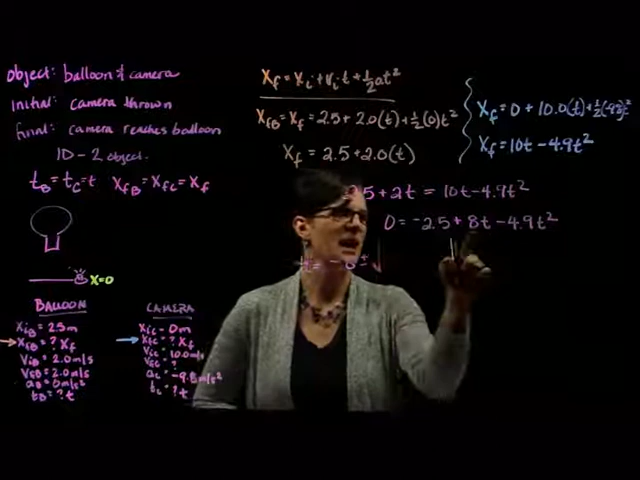 object: balloon & camera
initial: camera thrown
final: camera reaches balloon
1D - 2 object.
t_B = t_C = t x_fB = x_fC = x_f
x_f = x_i + v_i t + ½at²
x_fB = x_f = 2.5 + 2.0(t) + ½(0)t²
x_f = 2.5 + 2.0(t)
x_f = 0 + 10.0(t) + ½(-9.8)t²
x_f = 10t - 4.9t²
2.5 + 2t = 10t - 4.9t²
0 = -2.5 + 8t - 4.9t²
x=0
BALLOON
x_iB = 2.5m
x_fB = ? x_f
v_iB = 2.0m/s
v_fB = 2.0m/s
a_B = 0m/s²
t_B = ? t
CAMERA
x_iC = 0m
x_fC = ? x_f
v_iC = 10.0m/s
v_fC = ?
a_C = -9.8m/s²
t_C = ? t